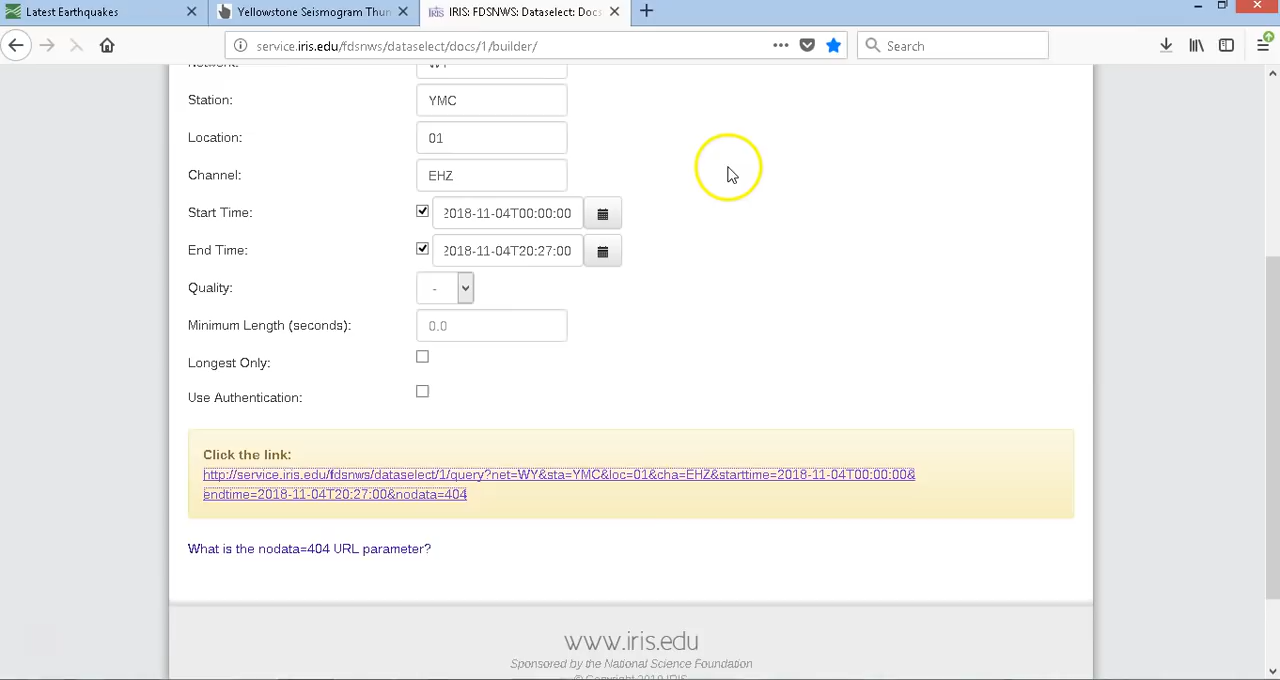 Latest Earthquakes
Yellowstone Seismogram Thun
IRIS: FDSNWS: Dataselect: Docs
service.iris.edu/fdsnws/dataselect/docs/1/builder/
Search
Network:
WY
Station:
YMC
Location:
01
Channel:
EHZ
Start Time:
2018-11-04T00:00:00
End Time:
2018-11-04T20:27:00
Quality:
-
Minimum Length (seconds):
0.0
Longest Only:
Use Authentication:
Click the link:
http://service.iris.edu/fdsnws/dataselect/1/query?net=WY&sta=YMC&loc=01&cha=EHZ&starttime=2018-11-04T00:00:00&
endtime=2018-11-04T20:27:00&nodata=404
What is the nodata=404 URL parameter?
www.iris.edu
Sponsored by the National Science Foundation